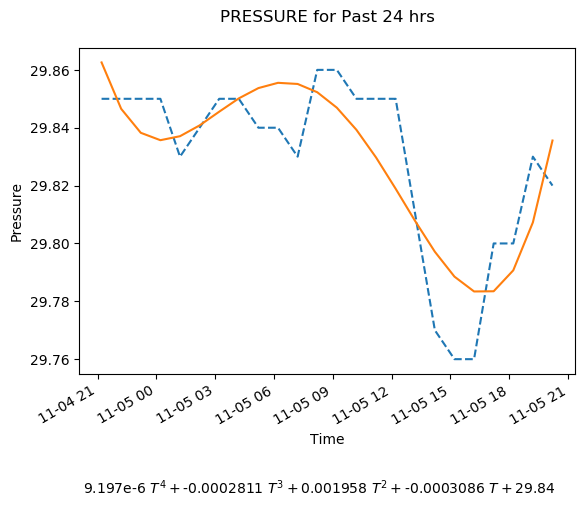 PRESSURE for Past 24 hrs
29.86
29.84
29.82
29.80
29.78
29.76
Pressure
11-04 21 11-05 00 11-05 03 11-05 06 11-05 09 11-05 12 11-05 15 11-05 18 11-05 21
Time
9.197e-6 T⁴ + -0.0002811 T³ + 0.001958 T² + -0.0003086 T + 29.84